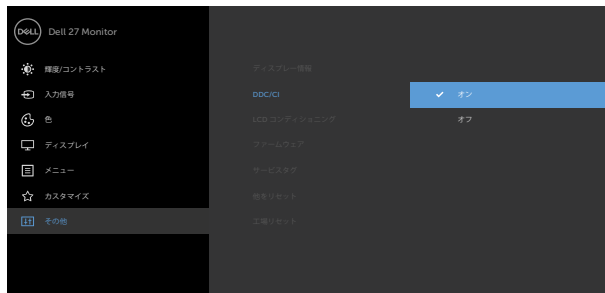 DELL
Dell 27 Monitor
輝度/コントラスト
入力信号
色
ディスプレイ
メニュー
カスタマイズ
その他
ディスプレー情報
DDC/CI
LCD コンディショニング
ファームウェア
サービスタグ
他をリセット
工場リセット
オン
オフ